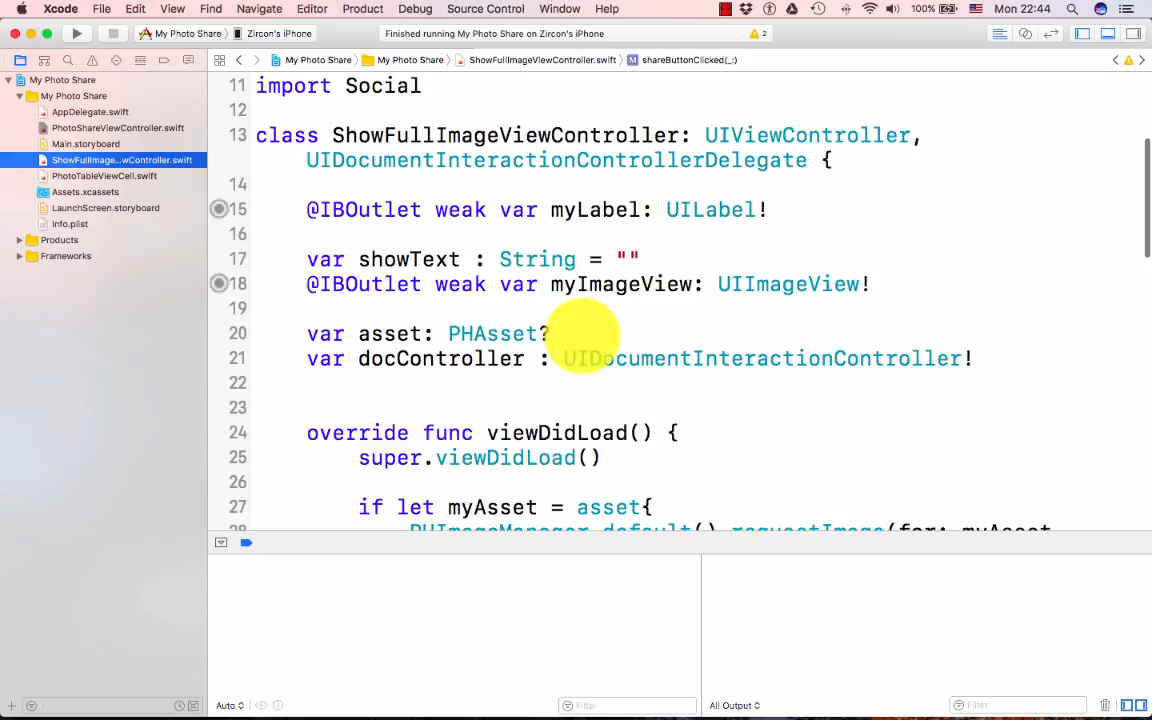 Xcode File Edit View Find Navigate Editor Product Debug Source Control Window Help 100% Mon 22:44
My Photo Share Zircon's iPhone Finished running My Photo Share on Zircon's iPhone 2
My Photo Share My Photo Share ShowFullImageViewController.swift M shareButtonClicked(_:)
My Photo Share
My Photo Share
AppDelegate.swift
PhotoShareViewController.swift
Main.storyboard
ShowFullImage...wController.swift
PhotoTableViewCell.swift
Assets.xcassets
LaunchScreen.storyboard
Info.plist
Products
Frameworks
11 import Social
12
13 class ShowFullImageViewController: UIViewController,
UIDocumentInteractionControllerDelegate {
14
15 @IBOutlet weak var myLabel: UILabel!
16
17 var showText : String = ""
18 @IBOutlet weak var myImageView: UIImageView!
19
20 var asset: PHAsset?
21 var docController : UIDocumentInteractionController!
22
23
24 override func viewDidLoad() {
25 super.viewDidLoad()
26
27 if let myAsset = asset{
28 PHImageManager.default().requestImage(for: myAsset
Auto Filter All Output Filter